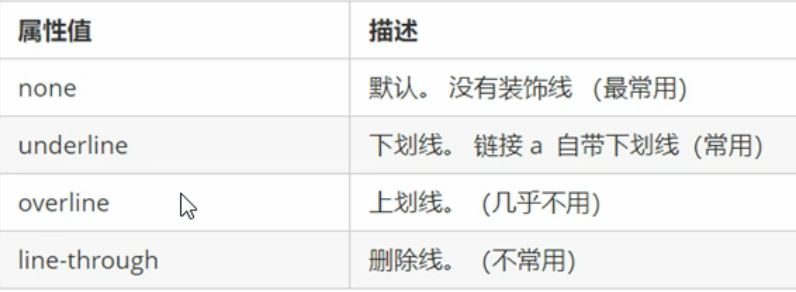 属性值 描述
none 默认。 没有装饰线 (最常用)
underline 下划线。 链接 a 自带下划线 (常用)
overline 上划线。 (几乎不用)
line-through 删除线。 (不常用)